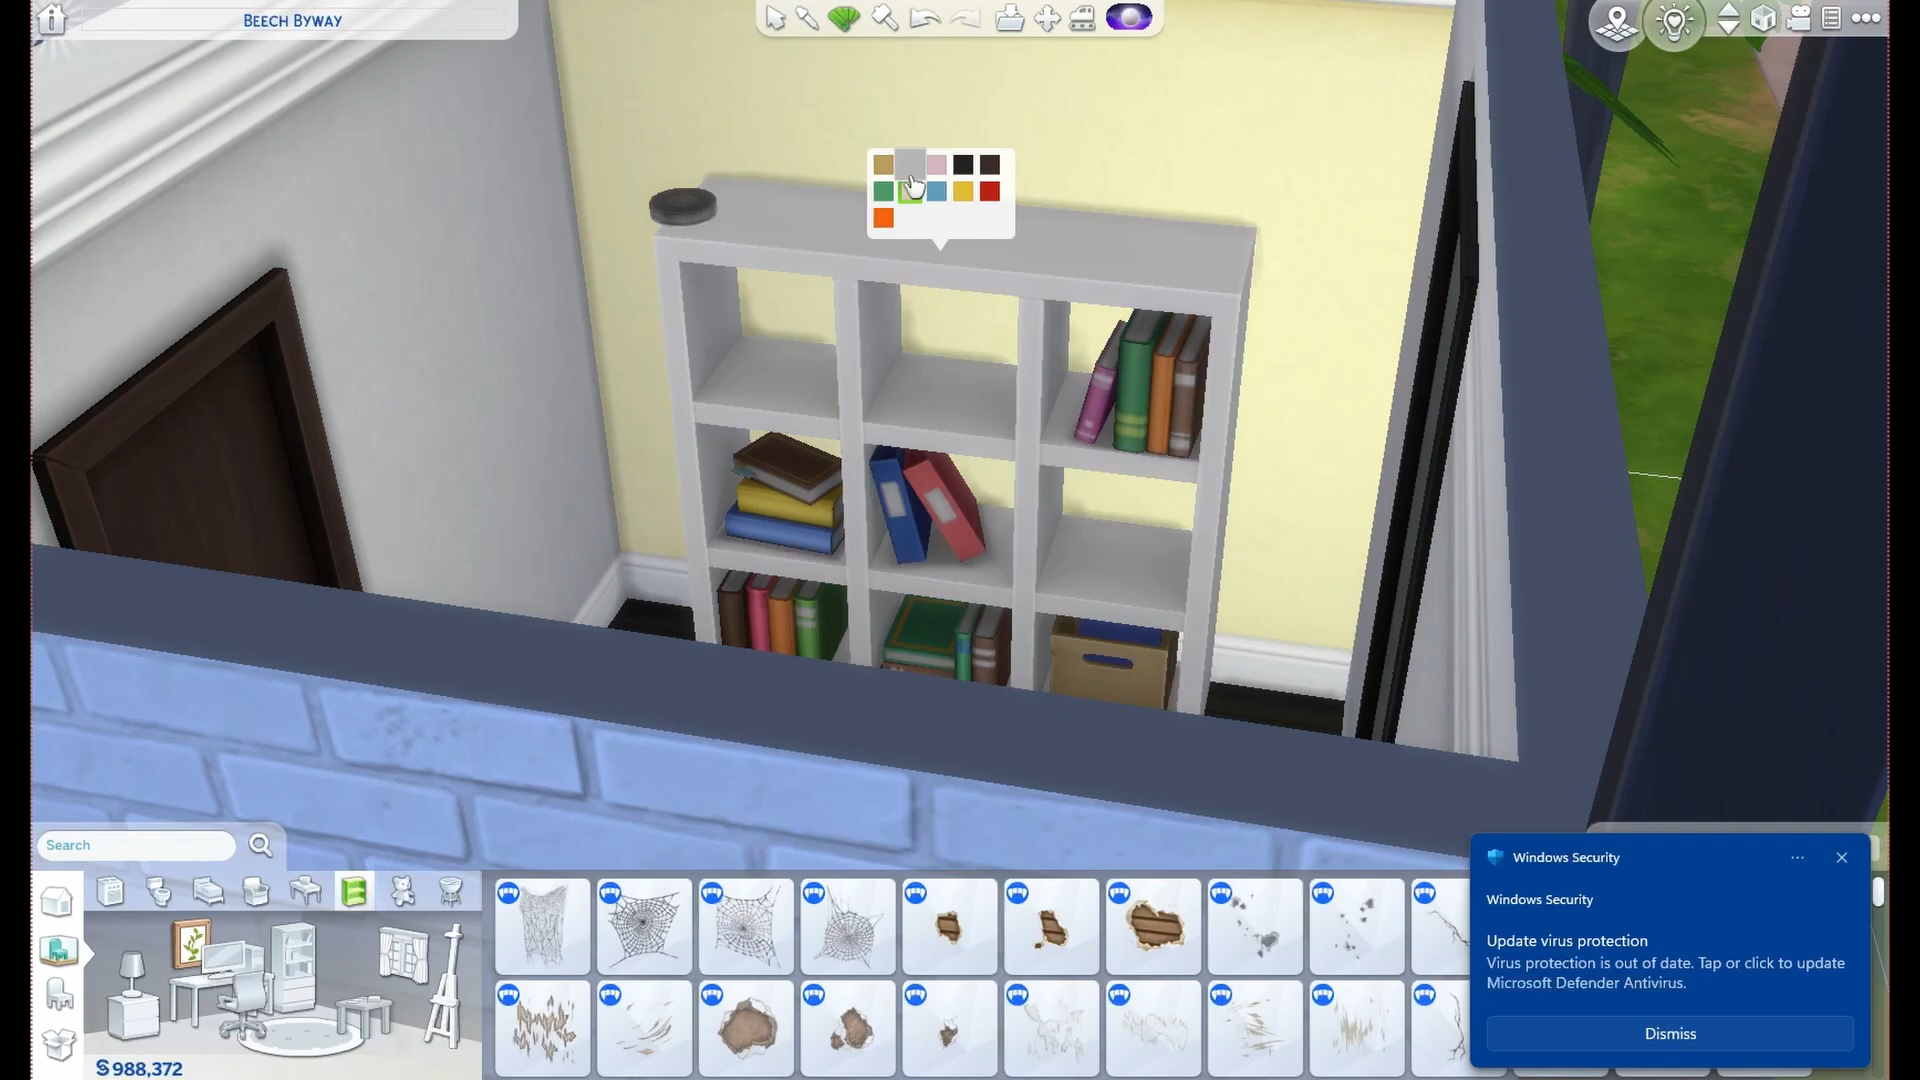 BEECH BYWAY
Search
§988,372
Windows Security
Windows Security
Update virus protection
Virus protection is out of date. Tap or click to update
Microsoft Defender Antivirus.
Dismiss